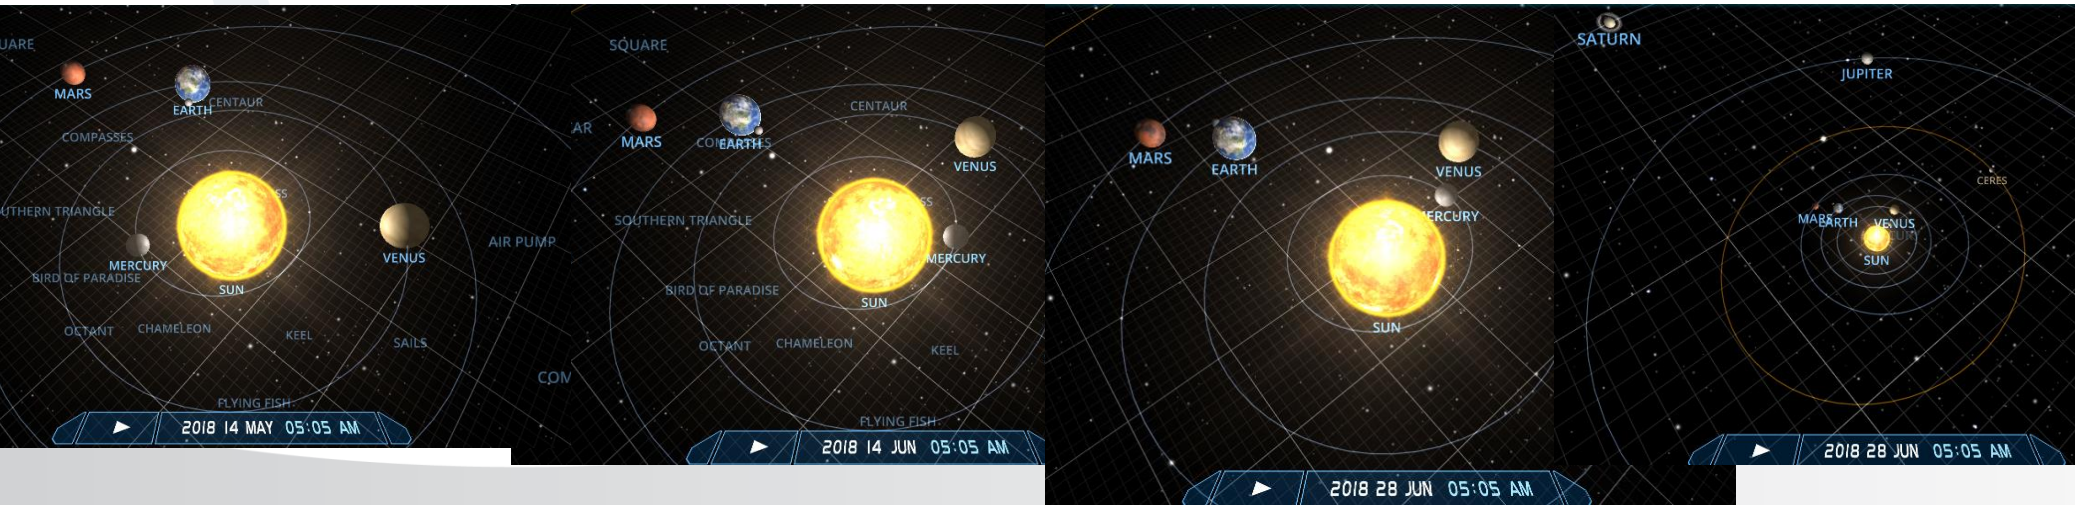 UARE
MARS
EARTH
CENTAUR
COMPASSES
SS
UTHERN TRIANGLE
AIR PUMP
VENUS
MERCURY
BIRD OF PARADISE
SUN
OCTANT
CHAMELEON
KEEL
SAILS
COM
FLYING FISH
2018 14 MAY 05:05 AM
SQUARE
CENTAUR
AR
MARS
EARTH
VENUS
SS
SOUTHERN TRIANGLE
MERCURY
BIRD OF PARADISE
SUN
OCTANT
CHAMELEON
KEEL
FLYING FISH
2018 14 JUN 05:05 AM
MARS
EARTH
VENUS
ERCURY
SUN
2018 28 JUN 05:05 AM
SATURN
JUPITER
CERES
MARS
EARTH
VENUS
SUN
2018 28 JUN 05:05 AM